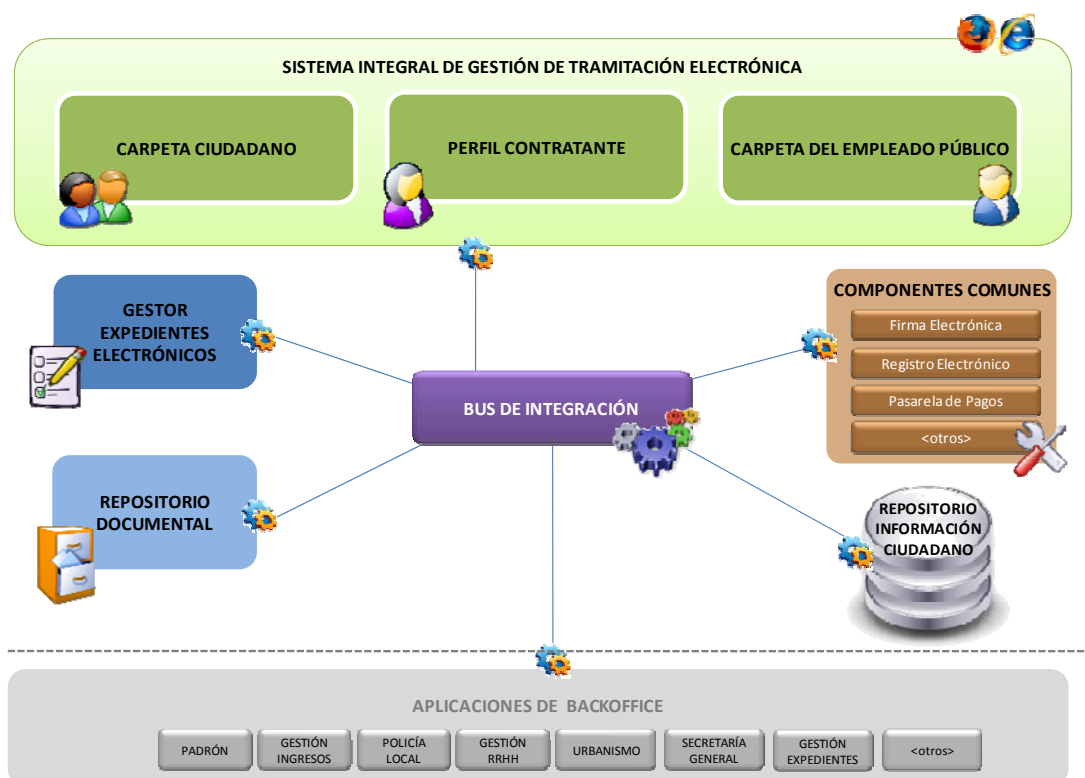 SISTEMA INTEGRAL DE GESTIÓN DE TRAMITACIÓN ELECTRÓNICA
CARPETA CIUDADANO
PERFIL CONTRATANTE
CARPETA DEL EMPLEADO PÚBLICO
GESTOR
EXPEDIENTES
ELECTRÓNICOS
COMPONENTES COMUNES
Firma Electrónica
Registro Electrónico
Pasarela de Pagos
<otros>
BUS DE INTEGRACIÓN
REPOSITORIO
DOCUMENTAL
REPOSITORIO
INFORMACIÓN
CIUDADANO
APLICACIONES DE BACKOFFICE
PADRÓN
GESTIÓN
INGRESOS
POLICÍA
LOCAL
GESTIÓN
RRHH
URBANISMO
SECRETARÍA
GENERAL
GESTIÓN
EXPEDIENTES
<otros>